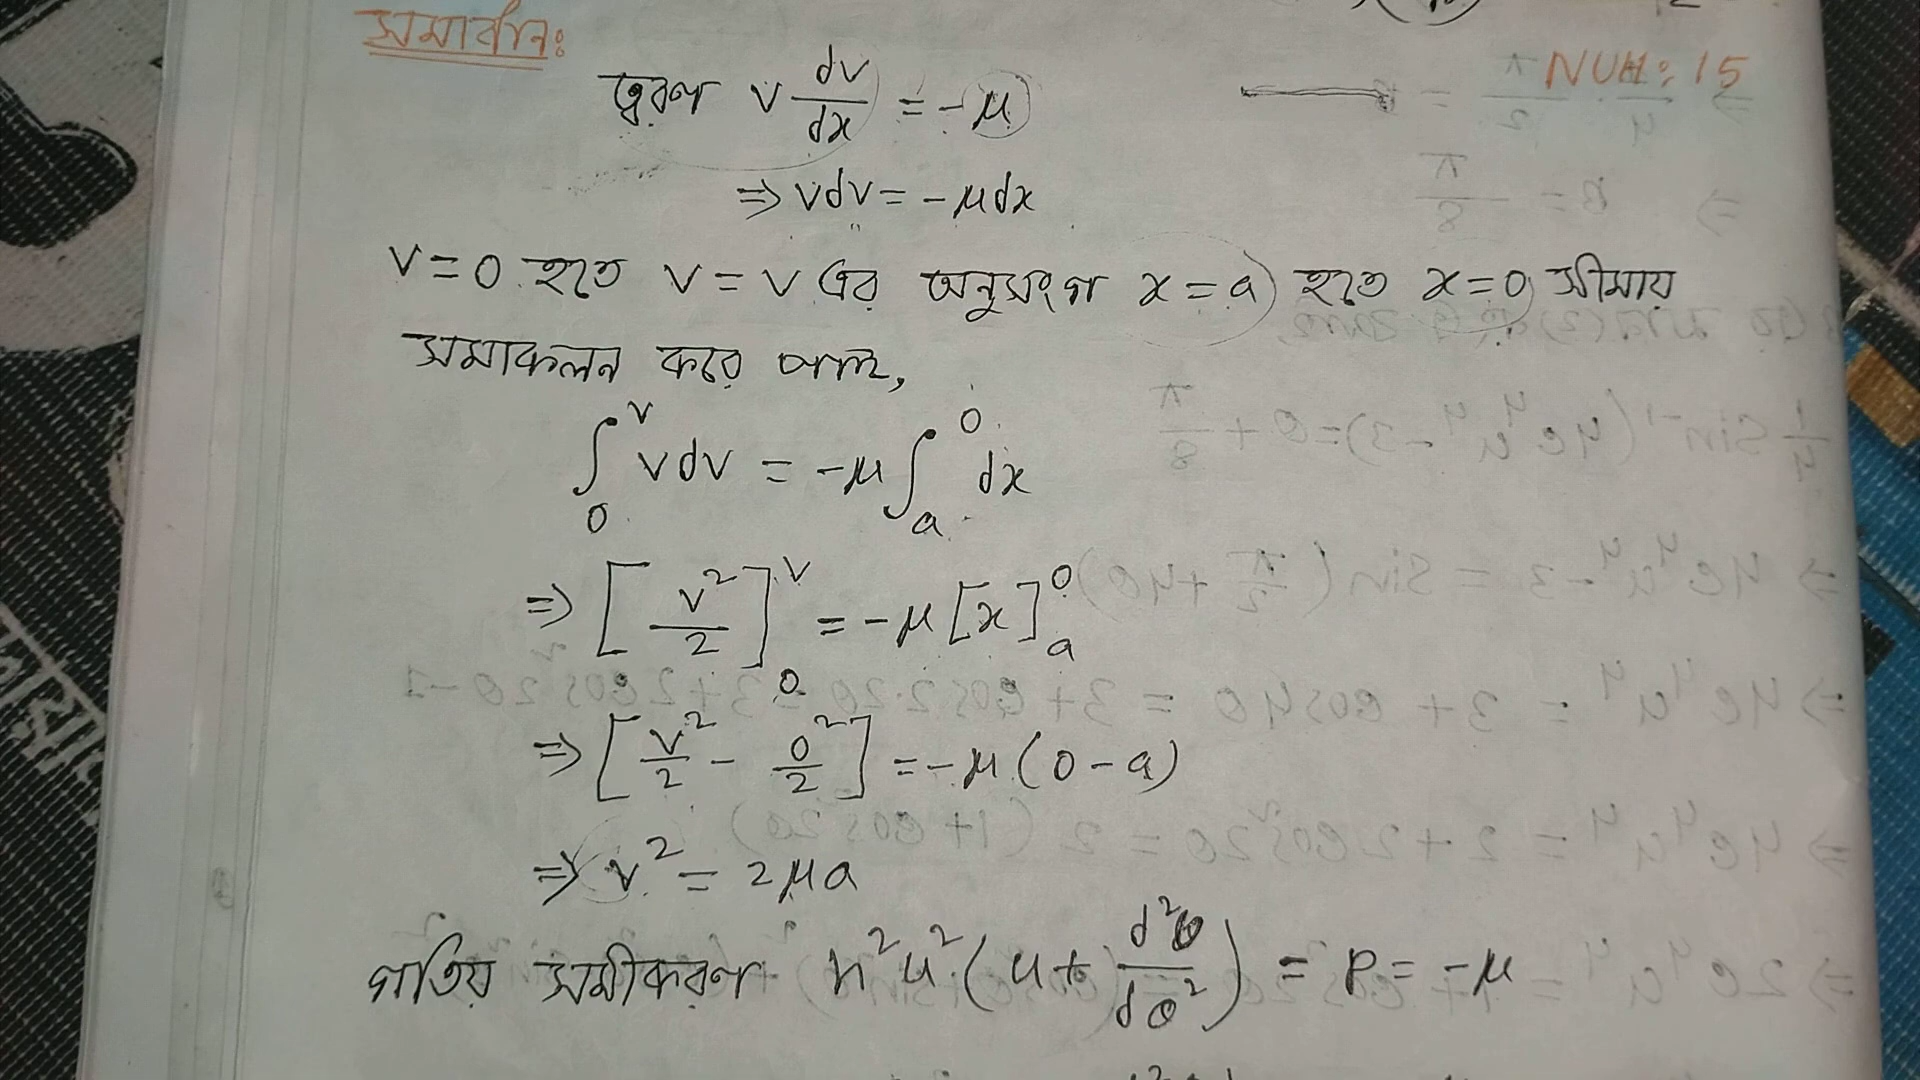 সমাধান:
NUH: 15
ত্বরণ v dv/dx = -μ
⇒ vdv = -μdx
v = 0 হতে v = v এর অনুসংগ x = a হতে x = 0 সীমায়
সমাকলন করে পাই,
∫₀ᵛ vdv = -μ ∫ₐ⁰ dx
⇒ [v²/2]₀ᵛ = -μ [x]ₐ⁰
⇒ [v²/2 - 0²/2] = -μ (0 - a)
⇒ v² = 2μa
গতির সমীকরণ h²u² (u + d²u/dθ²) = P = -μ